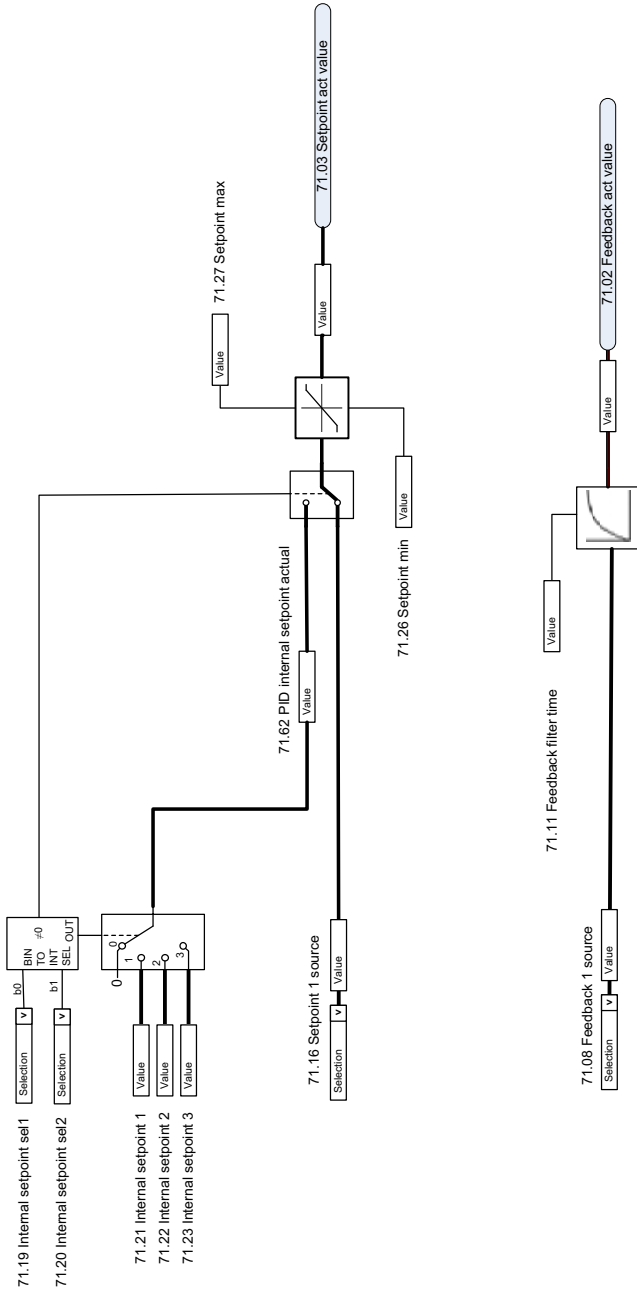 71.19 Internal setpoint sel1
Selection
v
b0
71.20 Internal setpoint sel2
Selection
v
b1
BIN
TO
INT
SEL
≠0
OUT
0
0
1
2
3
71.21 Internal setpoint 1
Value
71.22 Internal setpoint 2
Value
71.23 Internal setpoint 3
Value
71.62 PID internal setpoint actual
Value
71.16 Setpoint 1 source
Selection
v
Value
71.27 Setpoint max
Value
71.26 Setpoint min
Value
Value
71.03 Setpoint act value
71.11 Feedback filter time
Value
71.08 Feedback 1 source
Selection
v
Value
Value
71.02 Feedback act value